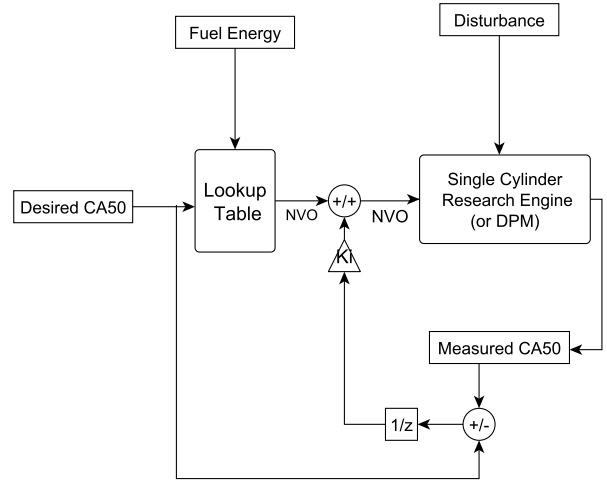 Disturbance
Fuel Energy
Lookup
Table
Single Cylinder
Research Engine
(or DPM)
Desired CA50
+/+
NVO
NVO
Ki
Measured CA50
1/z
+/-